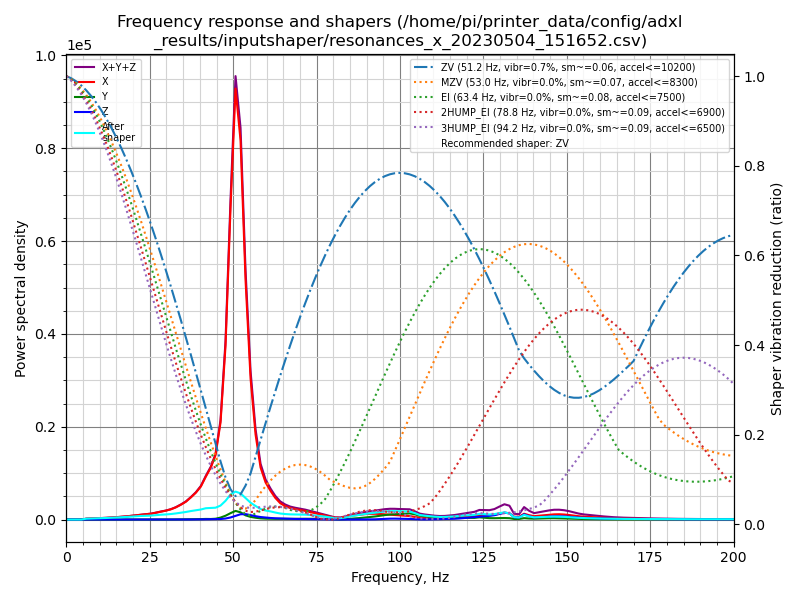 Frequency response and shapers (/home/pi/printer_data/config/adxl
_results/inputshaper/resonances_x_20230504_151652.csv)
1e5
X+Y+Z
X
Y
Z
After
shaper
ZV (51.2 Hz, vibr=0.7%, sm~=0.06, accel<=10200)
MZV (53.0 Hz, vibr=0.0%, sm~=0.07, accel<=8300)
EI (63.4 Hz, vibr=0.0%, sm~=0.08, accel<=7500)
2HUMP_EI (78.8 Hz, vibr=0.0%, sm~=0.09, accel<=6900)
3HUMP_EI (94.2 Hz, vibr=0.0%, sm~=0.09, accel<=6500)
Recommended shaper: ZV
Power spectral density
1.0
0.8
0.6
0.4
0.2
0.0
Shaper vibration reduction (ratio)
1.0
0.8
0.6
0.4
0.2
0.0
0 25 50 75 100 125 150 175 200
Frequency, Hz